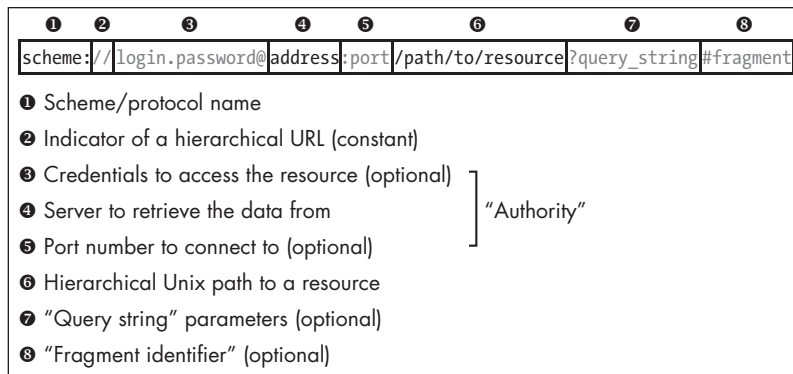 ❶ ❷ ❸ ❹ ❺ ❻ ❼ ❽
scheme://login.password@address:port/path/to/resource?query_string#fragment
❶ Scheme/protocol name
❷ Indicator of a hierarchical URL (constant)
❸ Credentials to access the resource (optional)
❹ Server to retrieve the data from
“Authority”
❺ Port number to connect to (optional)
❻ Hierarchical Unix path to a resource
❼ “Query string” parameters (optional)
❽ “Fragment identifier” (optional)